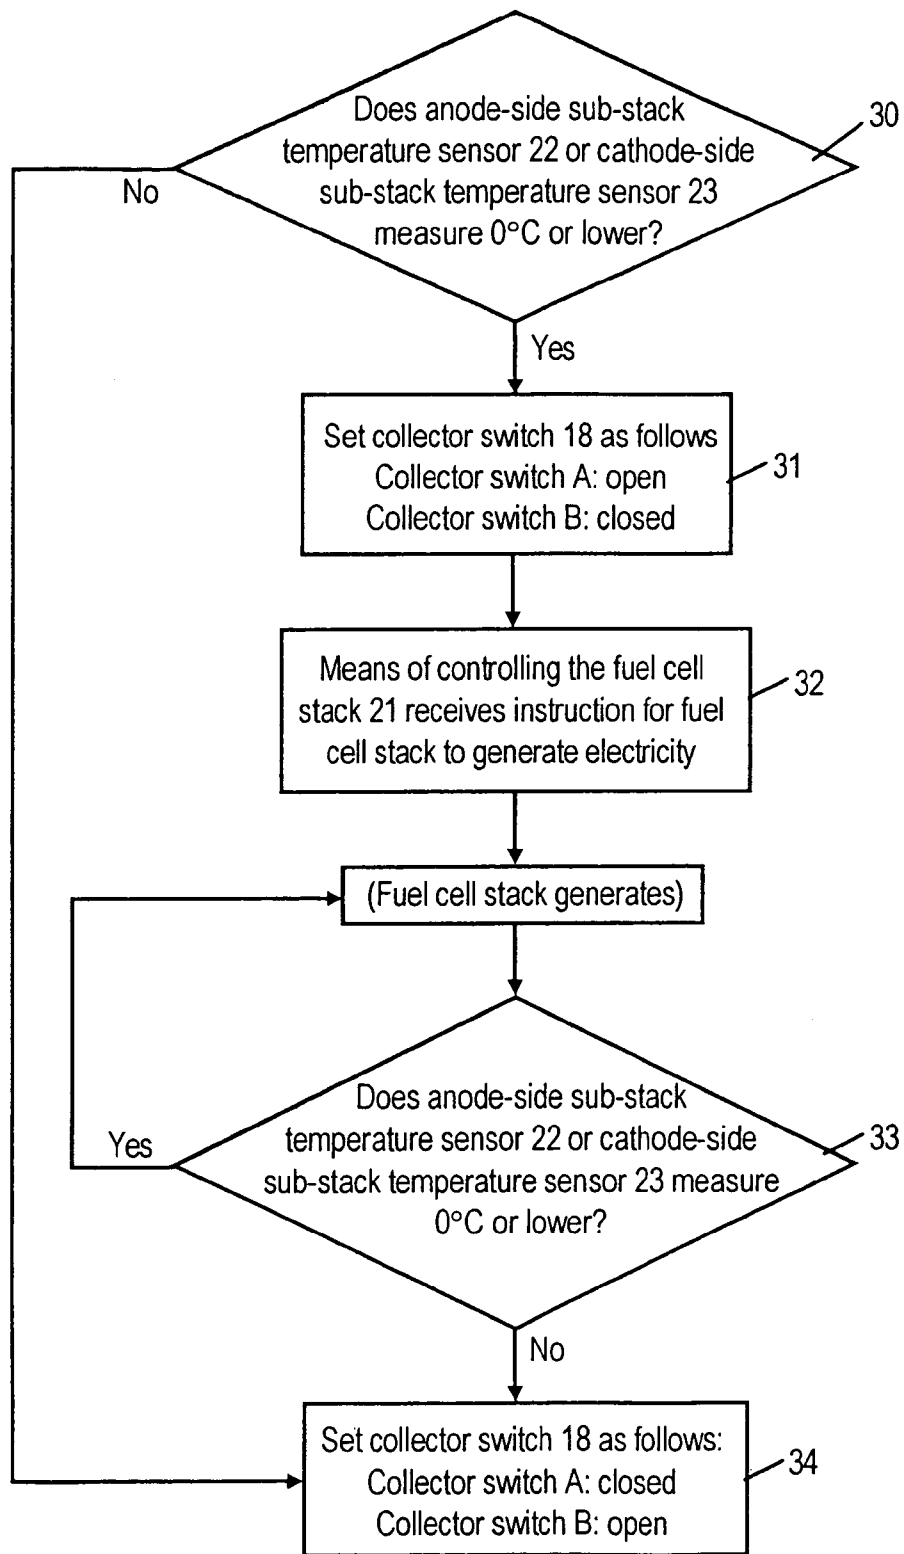 Does anode-side sub-stack
temperature sensor 22 or cathode-side
sub-stack temperature sensor 23
measure 0°C or lower?
30
No
Yes
Set collector switch 18 as follows
Collector switch A: open
Collector switch B: closed
31
Means of controlling the fuel cell
stack 21 receives instruction for fuel
cell stack to generate electricity
32
(Fuel cell stack generates)
Does anode-side sub-stack
temperature sensor 22 or cathode-side
sub-stack temperature sensor 23 measure
0°C or lower?
33
Yes
No
Set collector switch 18 as follows:
Collector switch A: closed
Collector switch B: open
34